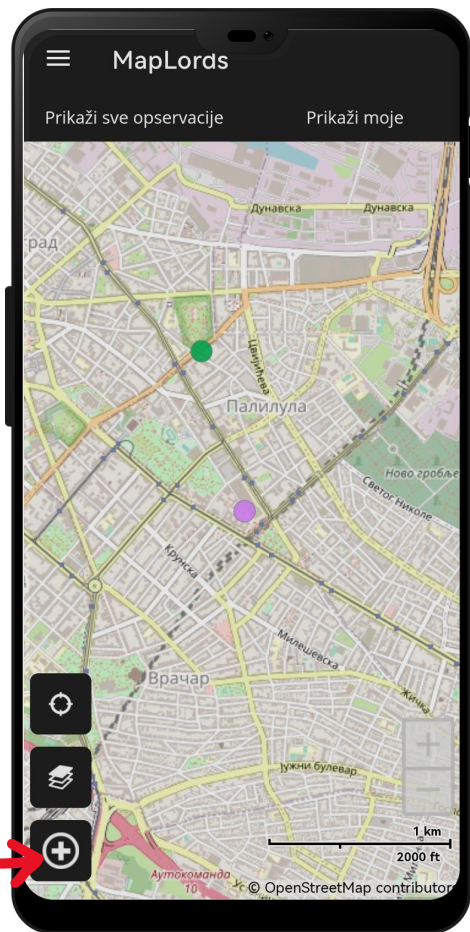 MapLords
Prikaži sve opservacije
Prikaži moje
Дунавска
Дунавска
рад
Цвијићева
Палилула
Ново гробље
Светог Николе
Крунска
Милешевска
Врачар
Жичка
Јужни булевар
1 km
2000 ft
Аутокоманда
10
© OpenStreetMap contributors